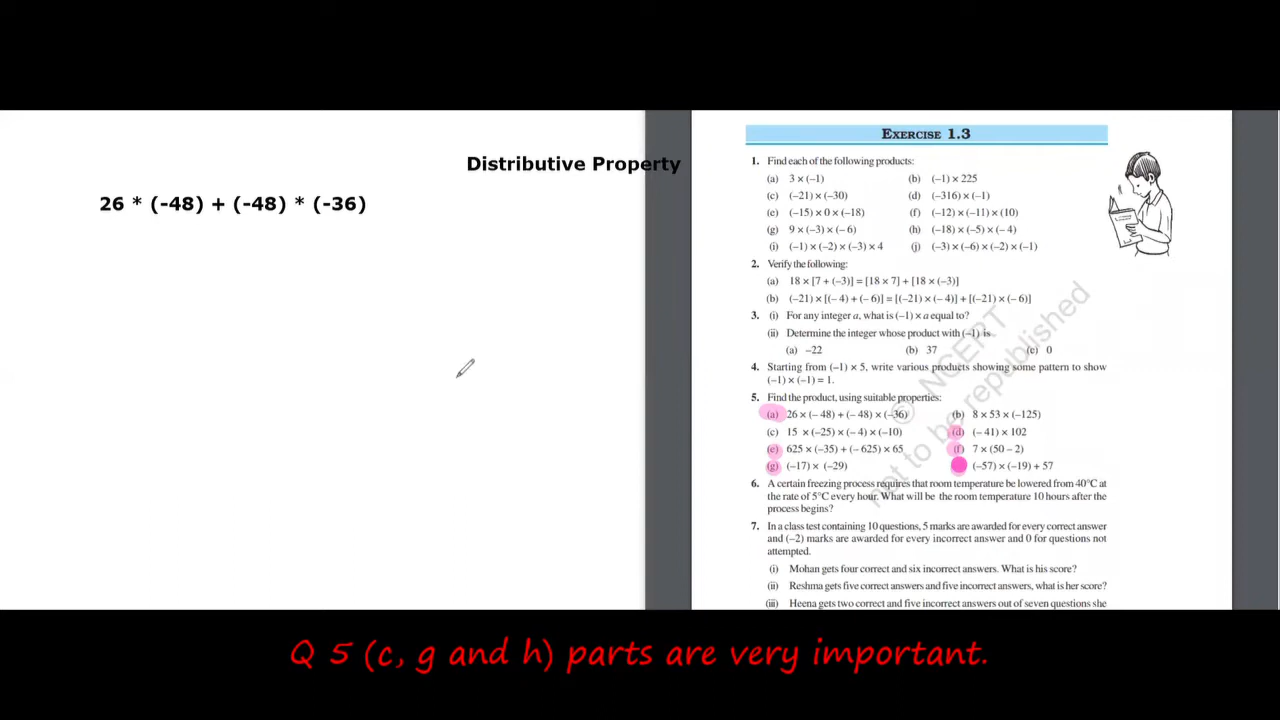 Distributive Property
26 * (-48) + (-48) * (-36)
EXERCISE 1.3
1. Find each of the following products:
(a) 3 × (–1) (b) (–1) × 225
(c) (–21) × (–30) (d) (–316) × (–1)
(e) (–15) × 0 × (–18) (f) (–12) × (–11) × (10)
(g) 9 × (–3) × (– 6) (h) (–18) × (–5) × (– 4)
(i) (–1) × (–2) × (–3) × 4 (j) (–3) × (–6) × (–2) × (–1)
2. Verify the following:
(a) 18 × [7 + (–3)] = [18 × 7] + [18 × (–3)]
(b) (–21) × [(– 4) + (– 6)] = [(–21) × (– 4)] + [(–21) × (– 6)]
3. (i) For any integer a, what is (–1) × a equal to?
(ii) Determine the integer whose product with (–1) is
(a) –22 (b) 37 (c) 0
4. Starting from (–1) × 5, write various products showing some pattern to show
(–1) × (–1) = 1.
5. Find the product, using suitable properties:
(a) 26 × (– 48) + (– 48) × (–36) (b) 8 × 53 × (–125)
(c) 15 × (–25) × (– 4) × (–10) (d) (– 41) × 102
(e) 625 × (–35) + (– 625) × 65 (f) 7 × (50 – 2)
(g) (–17) × (–29) (–57) × (–19) + 57
6. A certain freezing process requires that room temperature be lowered from 40°C at
the rate of 5°C every hour. What will be the room temperature 10 hours after the
process begins?
7. In a class test containing 10 questions, 5 marks are awarded for every correct answer
and (–2) marks are awarded for every incorrect answer and 0 for questions not
attempted.
(i) Mohan gets four correct and six incorrect answers. What is his score?
(ii) Reshma gets five correct answers and five incorrect answers, what is her score?
(iii) Heena gets two correct and five incorrect answers out of seven questions she
© NCERT
not to be republished
Q 5 (c, g and h) parts are very important.